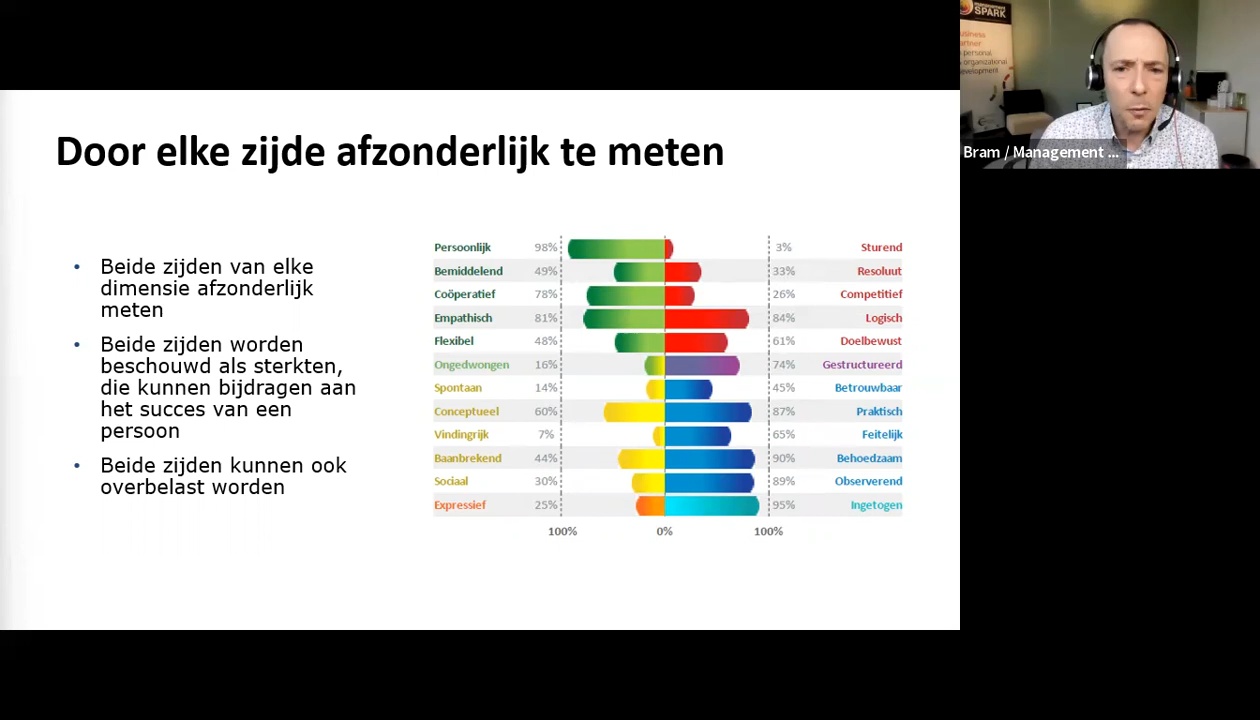 Door elke zijde afzonderlijk te meten
• Beide zijden van elke
dimensie afzonderlijk
meten
• Beide zijden worden
beschouwd als sterkten,
die kunnen bijdragen aan
het succes van een
persoon
• Beide zijden kunnen ook
overbelast worden
Persoonlijk 98% 3% Sturend
Bemiddelend 49% 33% Resoluut
Coöperatief 78% 26% Competitief
Empathisch 81% 84% Logisch
Flexibel 48% 61% Doelbewust
Ongedwongen 16% 74% Gestructureerd
Spontaan 14% 45% Betrouwbaar
Conceptueel 60% 87% Praktisch
Vindingrijk 7% 65% Feitelijk
Baanbrekend 44% 90% Behoedzaam
Sociaal 30% 89% Observerend
Expressief 25% 95% Ingetogen
100% 0% 100%
SPARK
personal
organizational
Bram / Management ...